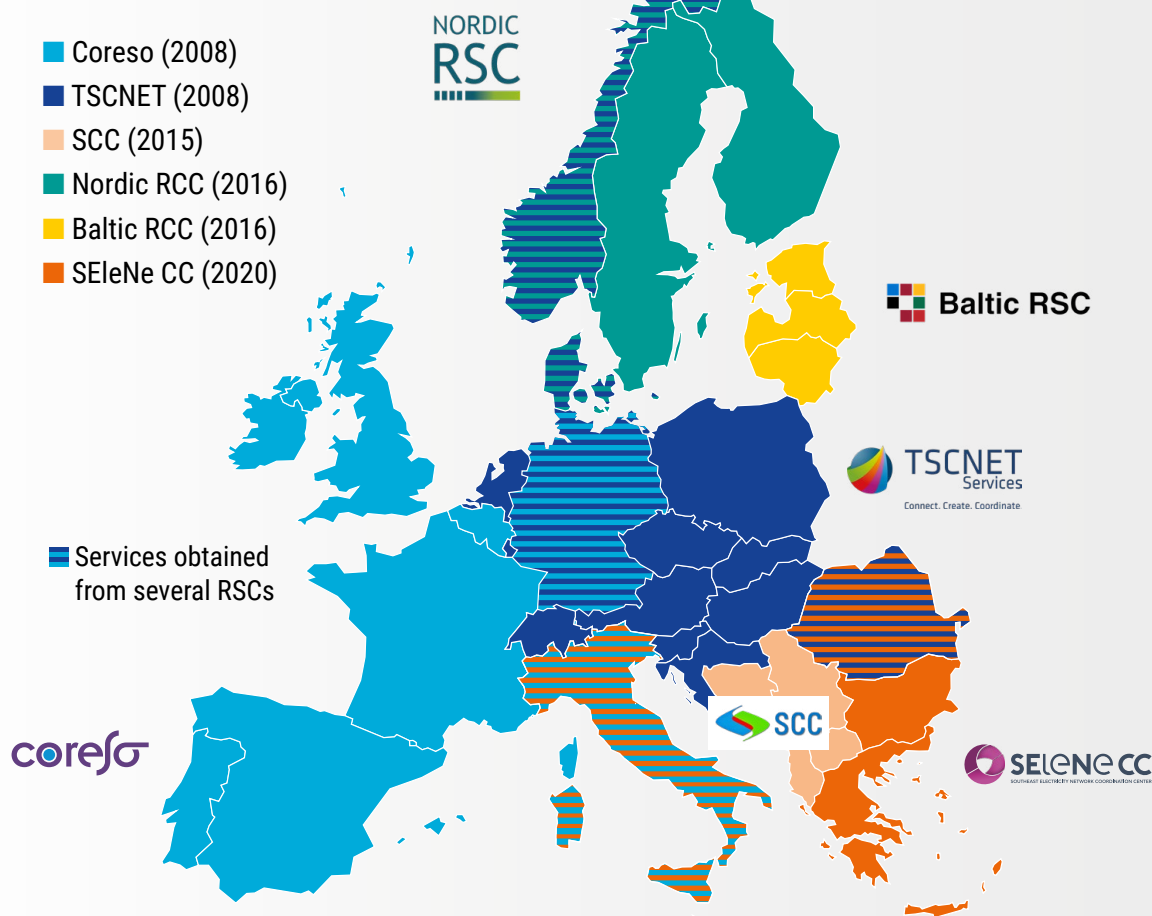 NORDIC
RSC
Coreso (2008)
TSCNET (2008)
SCC (2015)
Nordic RCC (2016)
Baltic RCC (2016)
SEleNe CC (2020)
Baltic RSC
TSCNET
Services
Connect. Create. Coordinate
Services obtained
from several RSCs
SCC
coreso
SELeNe CC
SOUTHEAST ELECTRICITY NETWORK COORDINATION CENTER